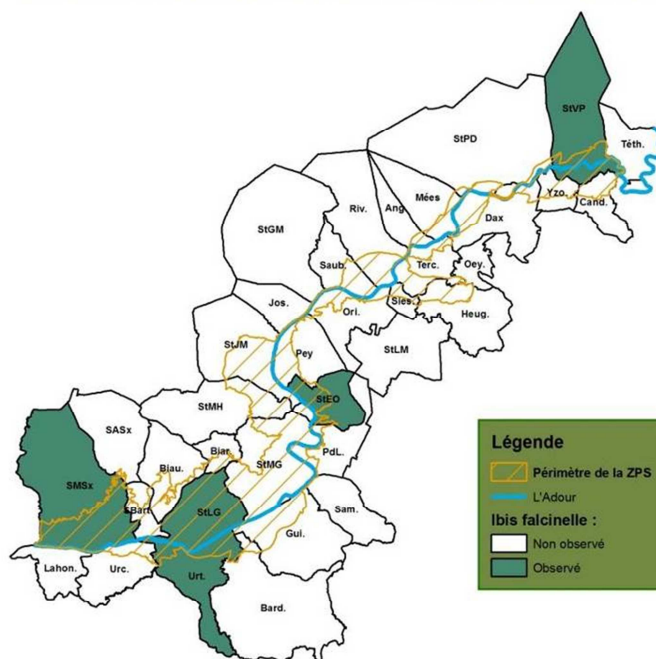 StVP
StPD
Téth.
Mées
Yzo.
Cand.
Riv.
Ang
Dax
StGM
Saub.
Terc.
Oey.
Jos.
Ori.
Sies.
Heug.
StJM
Pey
StLM
StMH
StEO
SASx
Biar.
StMG
PdL.
Biau.
SMSx
SBart
StLG
Sam.
Gui.
Lahon.
Urc.
Urt.
Bard.
Légende
Périmètre de la ZPS
L'Adour
Ibis falcinelle :
Non observé
Observé